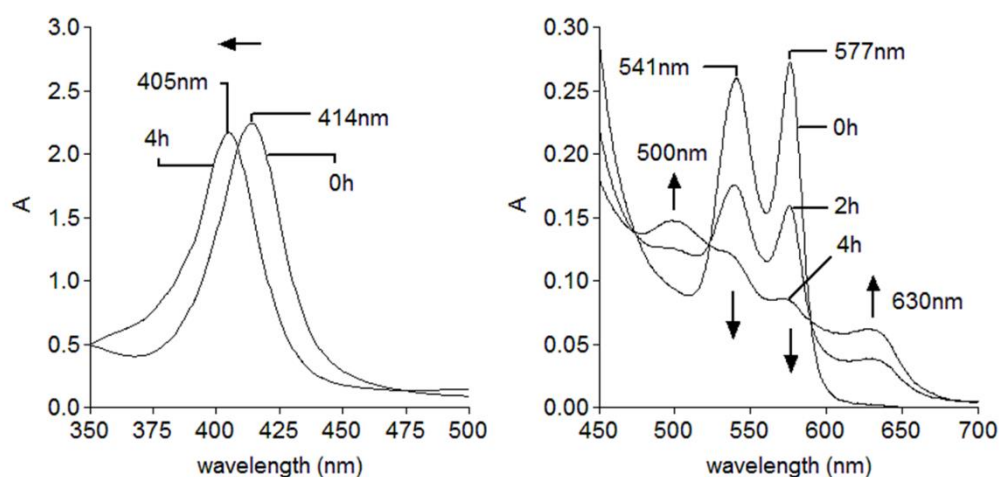 3.0
2.5
2.0
1.5
1.0
0.5
0.0
A
405nm
414nm
4h
0h
350
375
400
425
450
475
500
wavelength (nm)
0.30
0.25
0.20
0.15
0.10
0.05
0.00
A
541nm
577nm
0h
500nm
2h
4h
630nm
450
500
550
600
650
700
wavelength (nm)